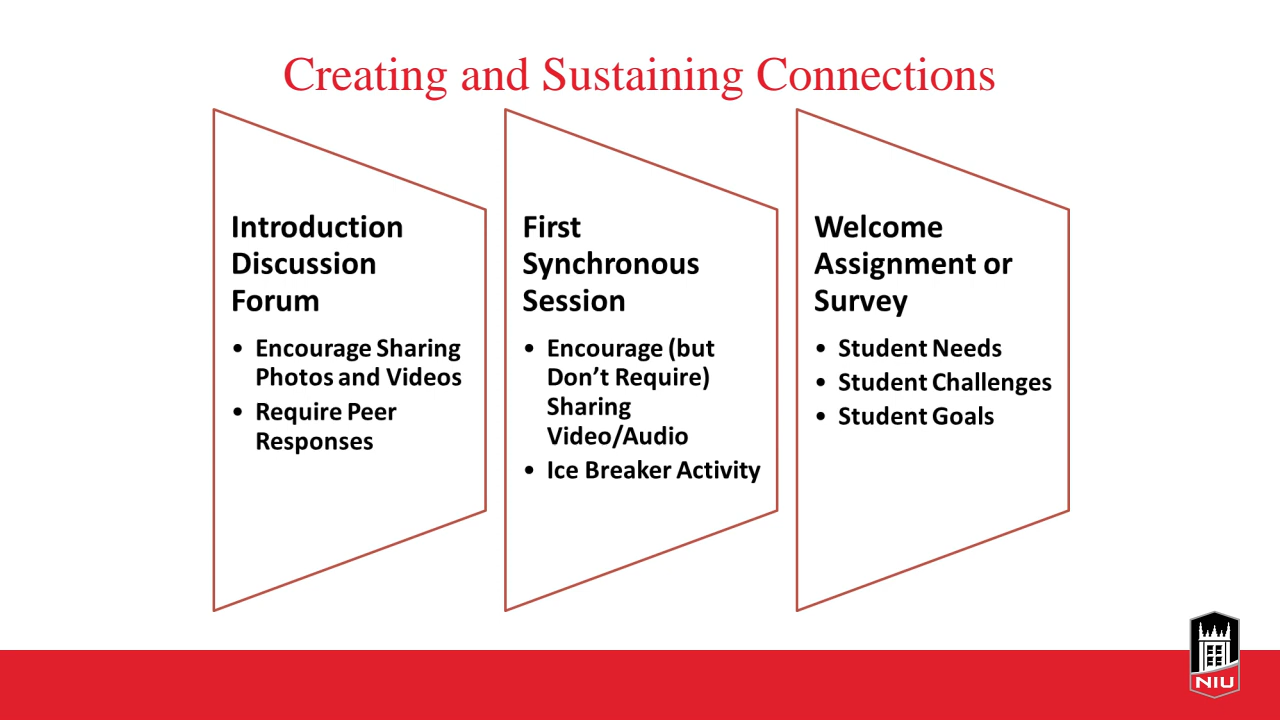 Creating and Sustaining Connections
Introduction
Discussion
Forum
• Encourage Sharing
Photos and Videos
• Require Peer
Responses
First
Synchronous
Session
• Encourage (but
Don’t Require)
Sharing
Video/Audio
• Ice Breaker Activity
Welcome
Assignment or
Survey
• Student Needs
• Student Challenges
• Student Goals
NIU